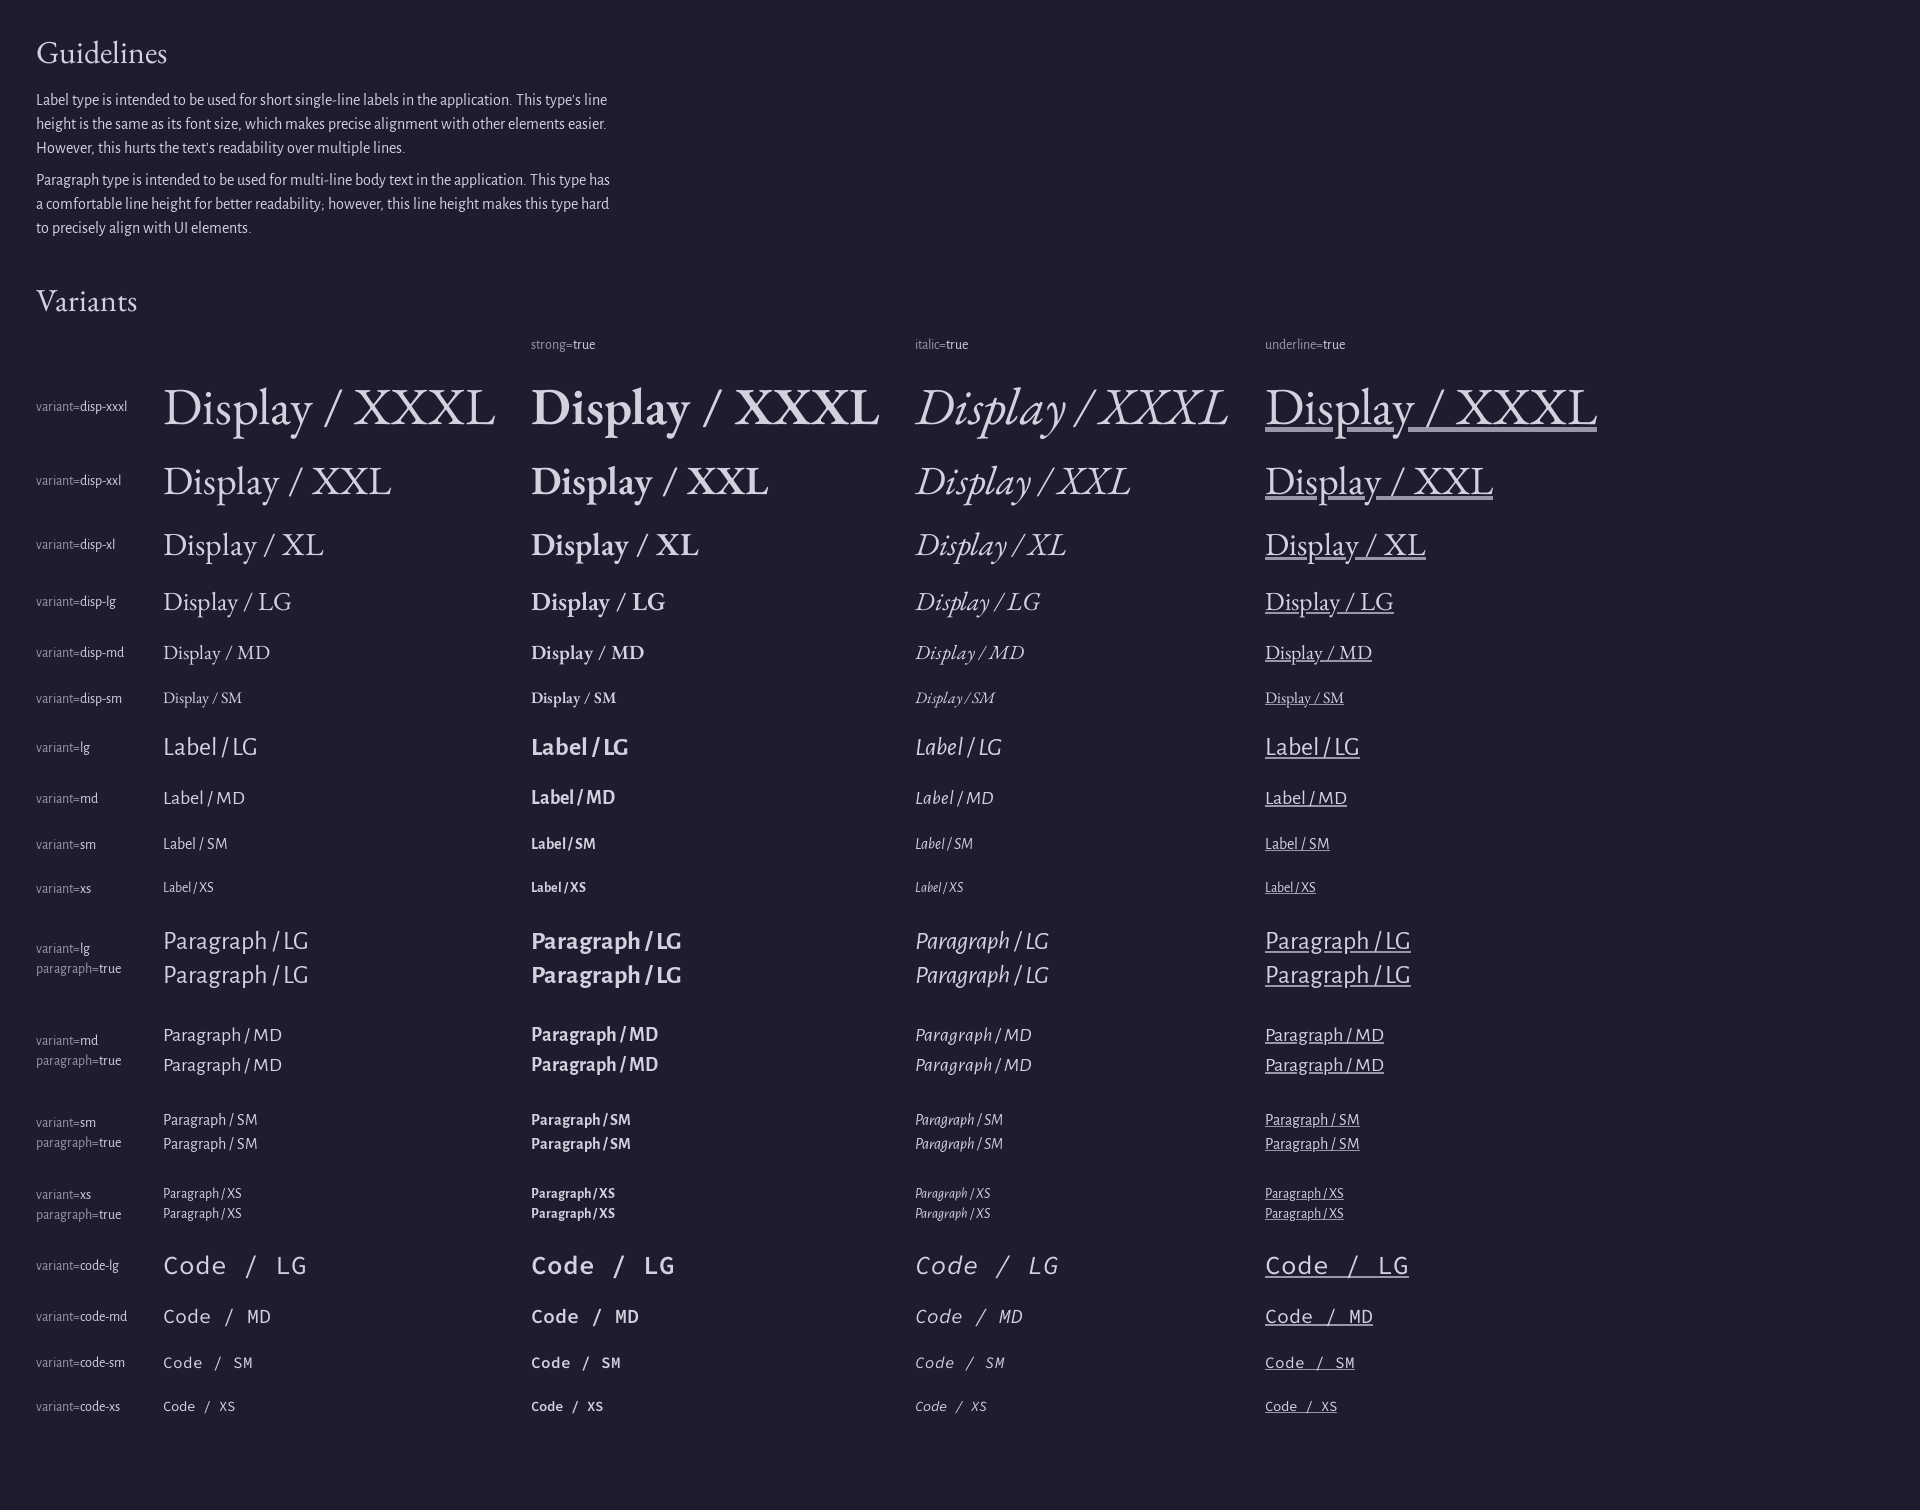 Guidelines
Label type is intended to be used for short single-line labels in the application. This type's line
height is the same as its font size, which makes precise alignment with other elements easier.
However, this hurts the text's readability over multiple lines.
Paragraph type is intended to be used for multi-line body text in the application. This type has
a comfortable line height for better readability; however, this line height makes this type hard
to precisely align with UI elements.
Variants
strong=true italic=true underline=true
variant=disp-xxxl Display / XXXL Display / XXXL Display / XXXL Display / XXXL
variant=disp-xxl Display / XXL Display / XXL Display / XXL Display / XXL
variant=disp-xl Display / XL Display / XL Display / XL Display / XL
variant=disp-lg Display / LG Display / LG Display / LG Display / LG
variant=disp-md Display / MD Display / MD Display / MD Display / MD
variant=disp-sm Display / SM Display / SM Display / SM Display / SM
variant=lg Label / LG Label / LG Label / LG Label / LG
variant=md Label / MD Label / MD Label / MD Label / MD
variant=sm Label / SM Label / SM Label / SM Label / SM
variant=xs Label / XS Label / XS Label / XS Label / XS
variant=lg Paragraph / LG Paragraph / LG Paragraph / LG Paragraph / LG
paragraph=true Paragraph / LG Paragraph / LG Paragraph / LG Paragraph / LG
variant=md Paragraph / MD Paragraph / MD Paragraph / MD Paragraph / MD
paragraph=true Paragraph / MD Paragraph / MD Paragraph / MD Paragraph / MD
variant=sm Paragraph / SM Paragraph / SM Paragraph / SM Paragraph / SM
paragraph=true Paragraph / SM Paragraph / SM Paragraph / SM Paragraph / SM
variant=xs Paragraph / XS Paragraph / XS Paragraph / XS Paragraph / XS
paragraph=true Paragraph / XS Paragraph / XS Paragraph / XS Paragraph / XS
variant=code-lg Code / LG Code / LG Code / LG Code / LG
variant=code-md Code / MD Code / MD Code / MD Code / MD
variant=code-sm Code / SM Code / SM Code / SM Code / SM
variant=code-xs Code / XS Code / XS Code / XS Code / XS